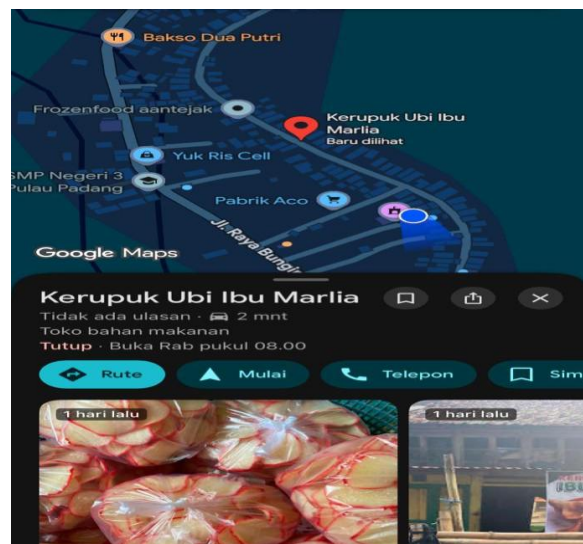 Bakso Dua Putri
Frozenfood aantejak
Kerupuk Ubi Ibu
Marlia
Baru dilihat
Yuk Ris Cell
SMP Negeri 3
Pulau Padang
Pabrik Aco
Jl. Raya Bungin
Google Maps
Kerupuk Ubi Ibu Marlia
Tidak ada ulasan · 2 mnt
Toko bahan makanan
Tutup · Buka Rab pukul 08.00
Rute
Mulai
Telepon
Sim
1 hari lalu
1 hari lalu